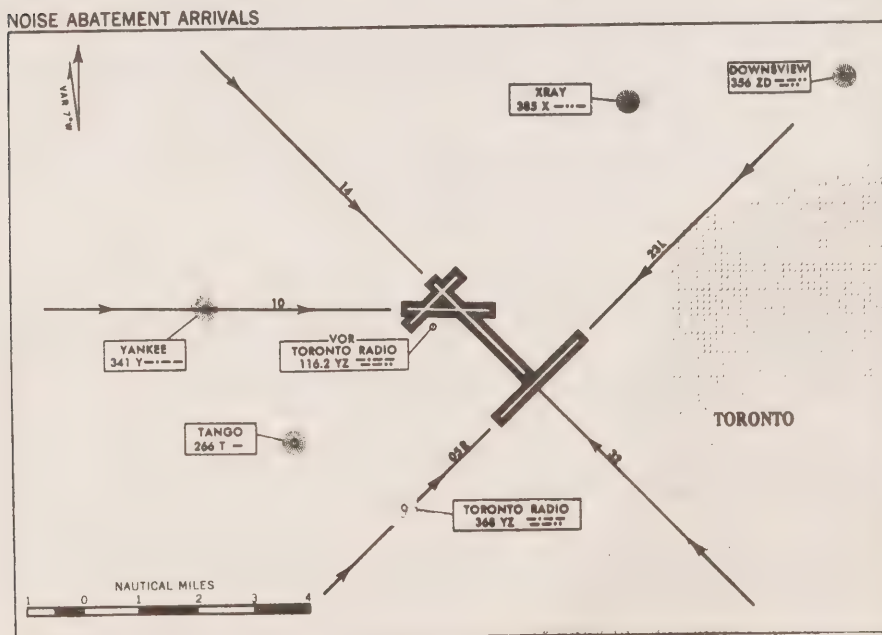 NOISE ABATEMENT ARRIVALS
VAR 7°W
XRAY
385 X —··—
DOWNSVIEW
356 ZD
14
23L
10
YANKEE
341 Y —·——
VOR
TORONTO RADIO
116.2 YZ
TANGO
266 T —
TORONTO
05R
32
TORONTO RADIO
368 YZ
NAUTICAL MILES
1 0 1 2 3 4